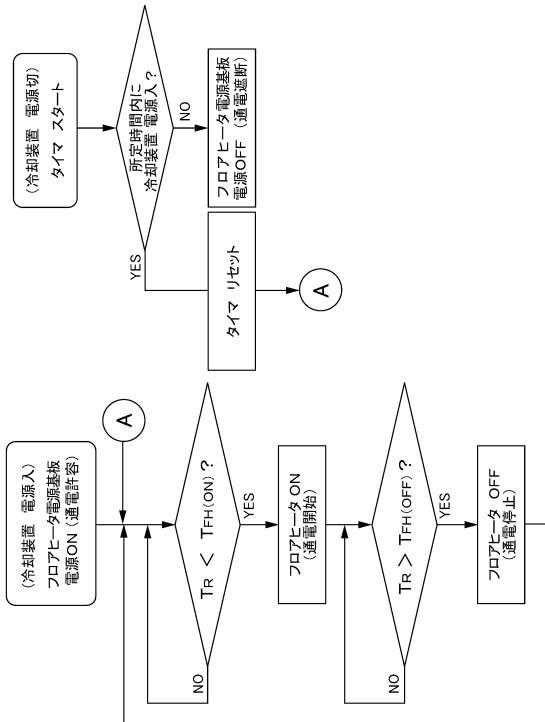 (冷却装置 電源入)
フロアヒータ電源基板
電源ON (通電許容)
A
TR < TFH(ON) ?
NO
YES
フロアヒータ ON
(通電開始)
TR > TFH(OFF) ?
NO
YES
フロアヒータ OFF
(通電停止)
(冷却装置 電源切)
タイマ スタート
所定時間内に
冷却装置 電源入?
YES
NO
タイマ リセット
フロアヒータ電源基板
電源OFF (通電遮断)
A